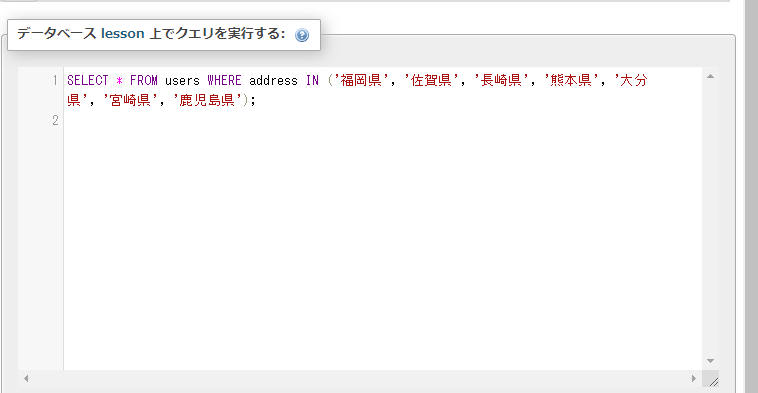 データベース lesson 上でクエリを実行する:
1 SELECT * FROM users WHERE address IN ('福岡県', '佐賀県', '長崎県', '熊本県', '大分
県', '宮崎県', '鹿児島県');
2